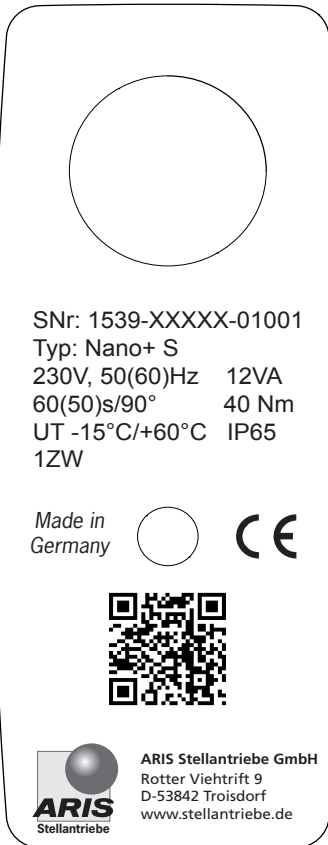 SNr: 1539-XXXXX-01001
Typ: Nano+ S
230V, 50(60)Hz 12VA
60(50)s/90° 40 Nm
UT -15°C/+60°C IP65
1ZW
Made in
Germany
CE
ARIS
Stellantriebe
ARIS Stellantriebe GmbH
Rotter Viehtrift 9
D-53842 Troisdorf
www.stellantriebe.de